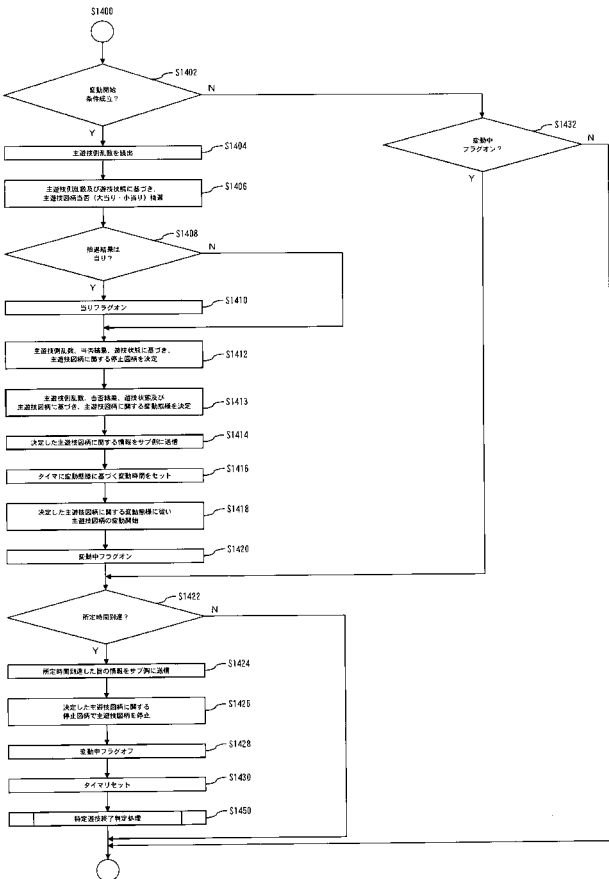 S1400
S1402
変動開始
条件成立？
N
Y
S1432
変動中
フラグオン？
N
Y
S1404
主遊技側乱数を抽出
S1406
主遊技側乱数及び遊技状態に基づき、
主遊技図柄当否（大当り・小当り）抽選
S1408
抽選結果は
当り？
N
Y
S1410
当りフラグオン
S1412
主遊技側乱数、当否結果、遊技状態に基づき、
主遊技図柄に関する停止図柄を決定
S1413
主遊技側乱数、当否結果、遊技状態及び
主遊技図柄に基づき、主遊技図柄に関する変動態様を決定
S1414
決定した主遊技図柄に関する情報をサブ側に送信
S1416
タイマに変動態様に基づく変動時間をセット
S1418
決定した主遊技図柄に関する変動態様に従い
主遊技図柄の変動開始
S1420
変動中フラグオン
S1422
所定時間到達？
N
Y
S1424
所定時間到達した旨の情報をサブ側に送信
S1426
決定した主遊技図柄に関する
停止図柄で主遊技図柄を停止
S1428
変動中フラグオフ
S1430
タイマリセット
S1450
特定遊技終了判定処理